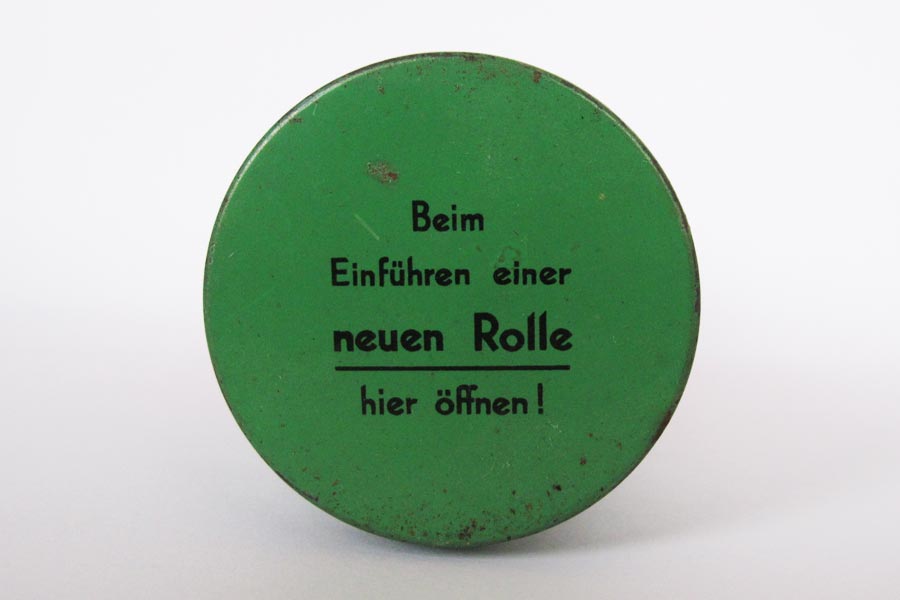 Beim
Einführen einer
neuen Rolle
hier öffnen!